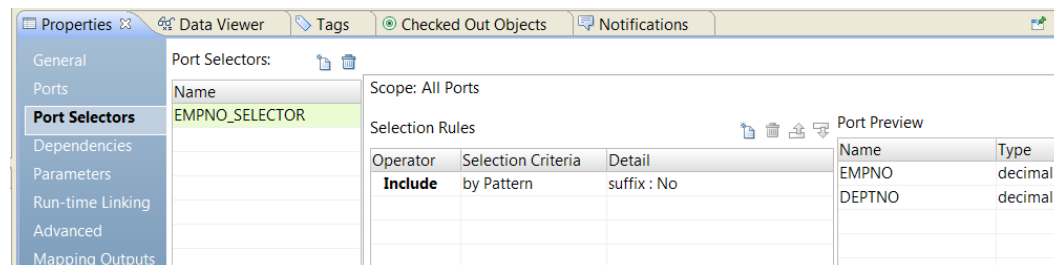 Properties Data Viewer Tags Checked Out Objects Notifications
General
Ports
Port Selectors
Dependencies
Parameters
Run-time Linking
Advanced
Mapping Outputs
Port Selectors:
Name
EMPNO_SELECTOR
Scope: All Ports
Selection Rules
Operator Selection Criteria Detail
Include by Pattern suffix : No
Port Preview
Name Type
EMPNO decimal
DEPTNO decimal